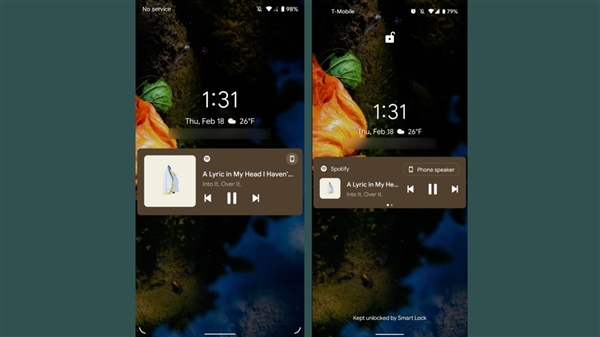 No service
98%
1:31
Thu, Feb 18 26°F
A Lyric in My Head I Haven'...
Into It. Over It.
T-Mobile
79%
1:31
Thu, Feb 18 26°F
Spotify
Phone speaker
A Lyric in My He...
Into It. Over It.
Kept unlocked by Smart Lock